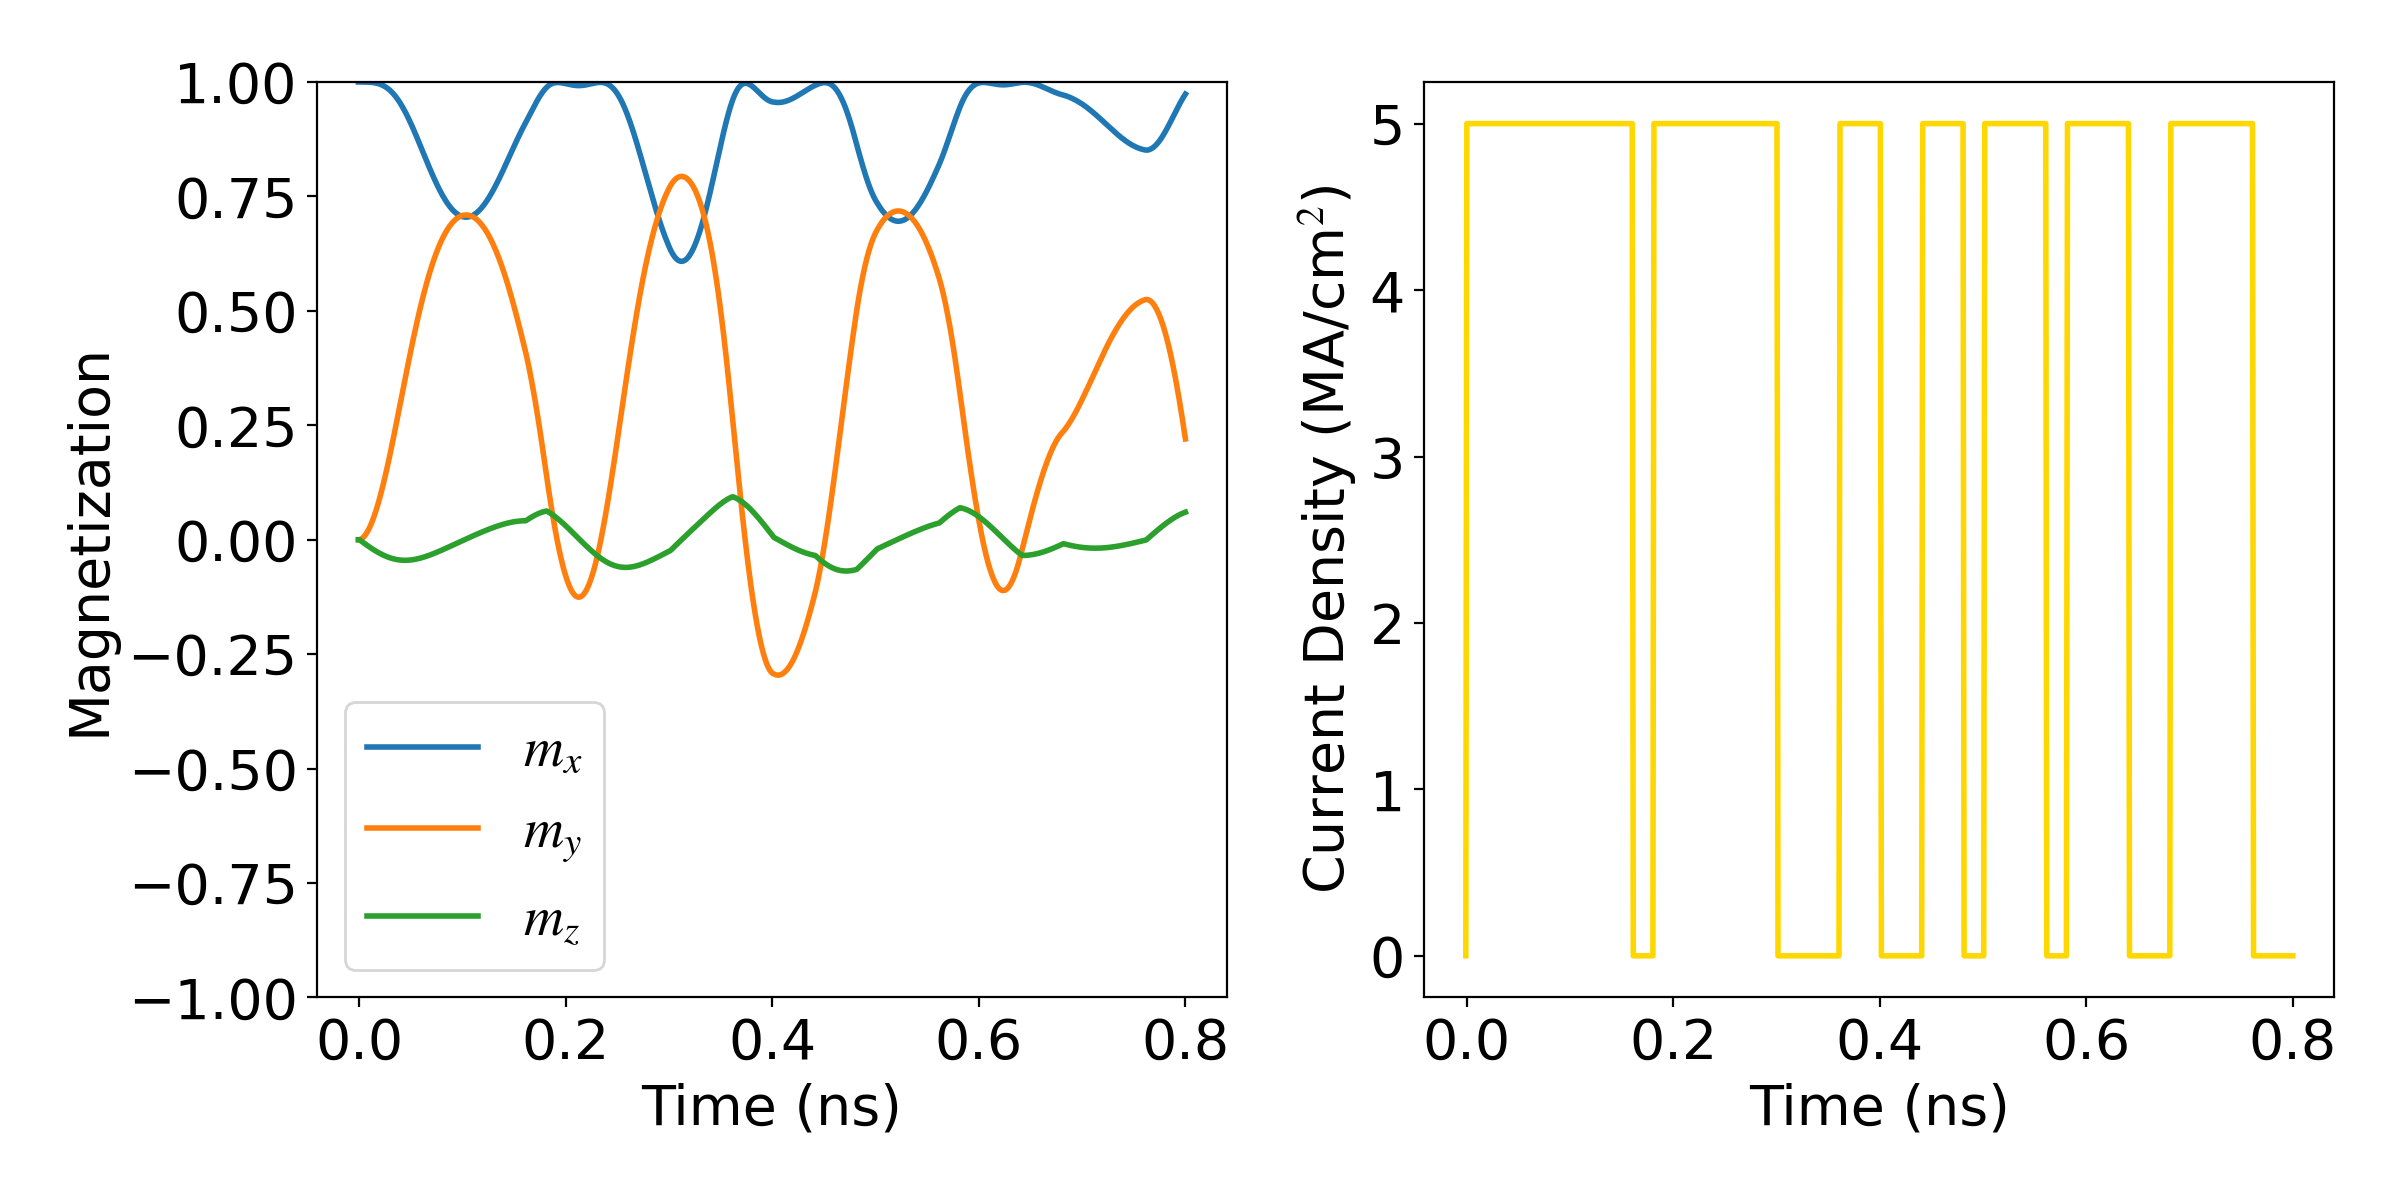 1.00
0.75
0.50
0.25
0.00
−0.25
−0.50
−0.75
−1.00
Magnetization
m_x
m_y
m_z
0.0 0.2 0.4 0.6 0.8
Time (ns)
5
4
3
2
1
0
Current Density (MA/cm²)
0.0 0.2 0.4 0.6 0.8
Time (ns)